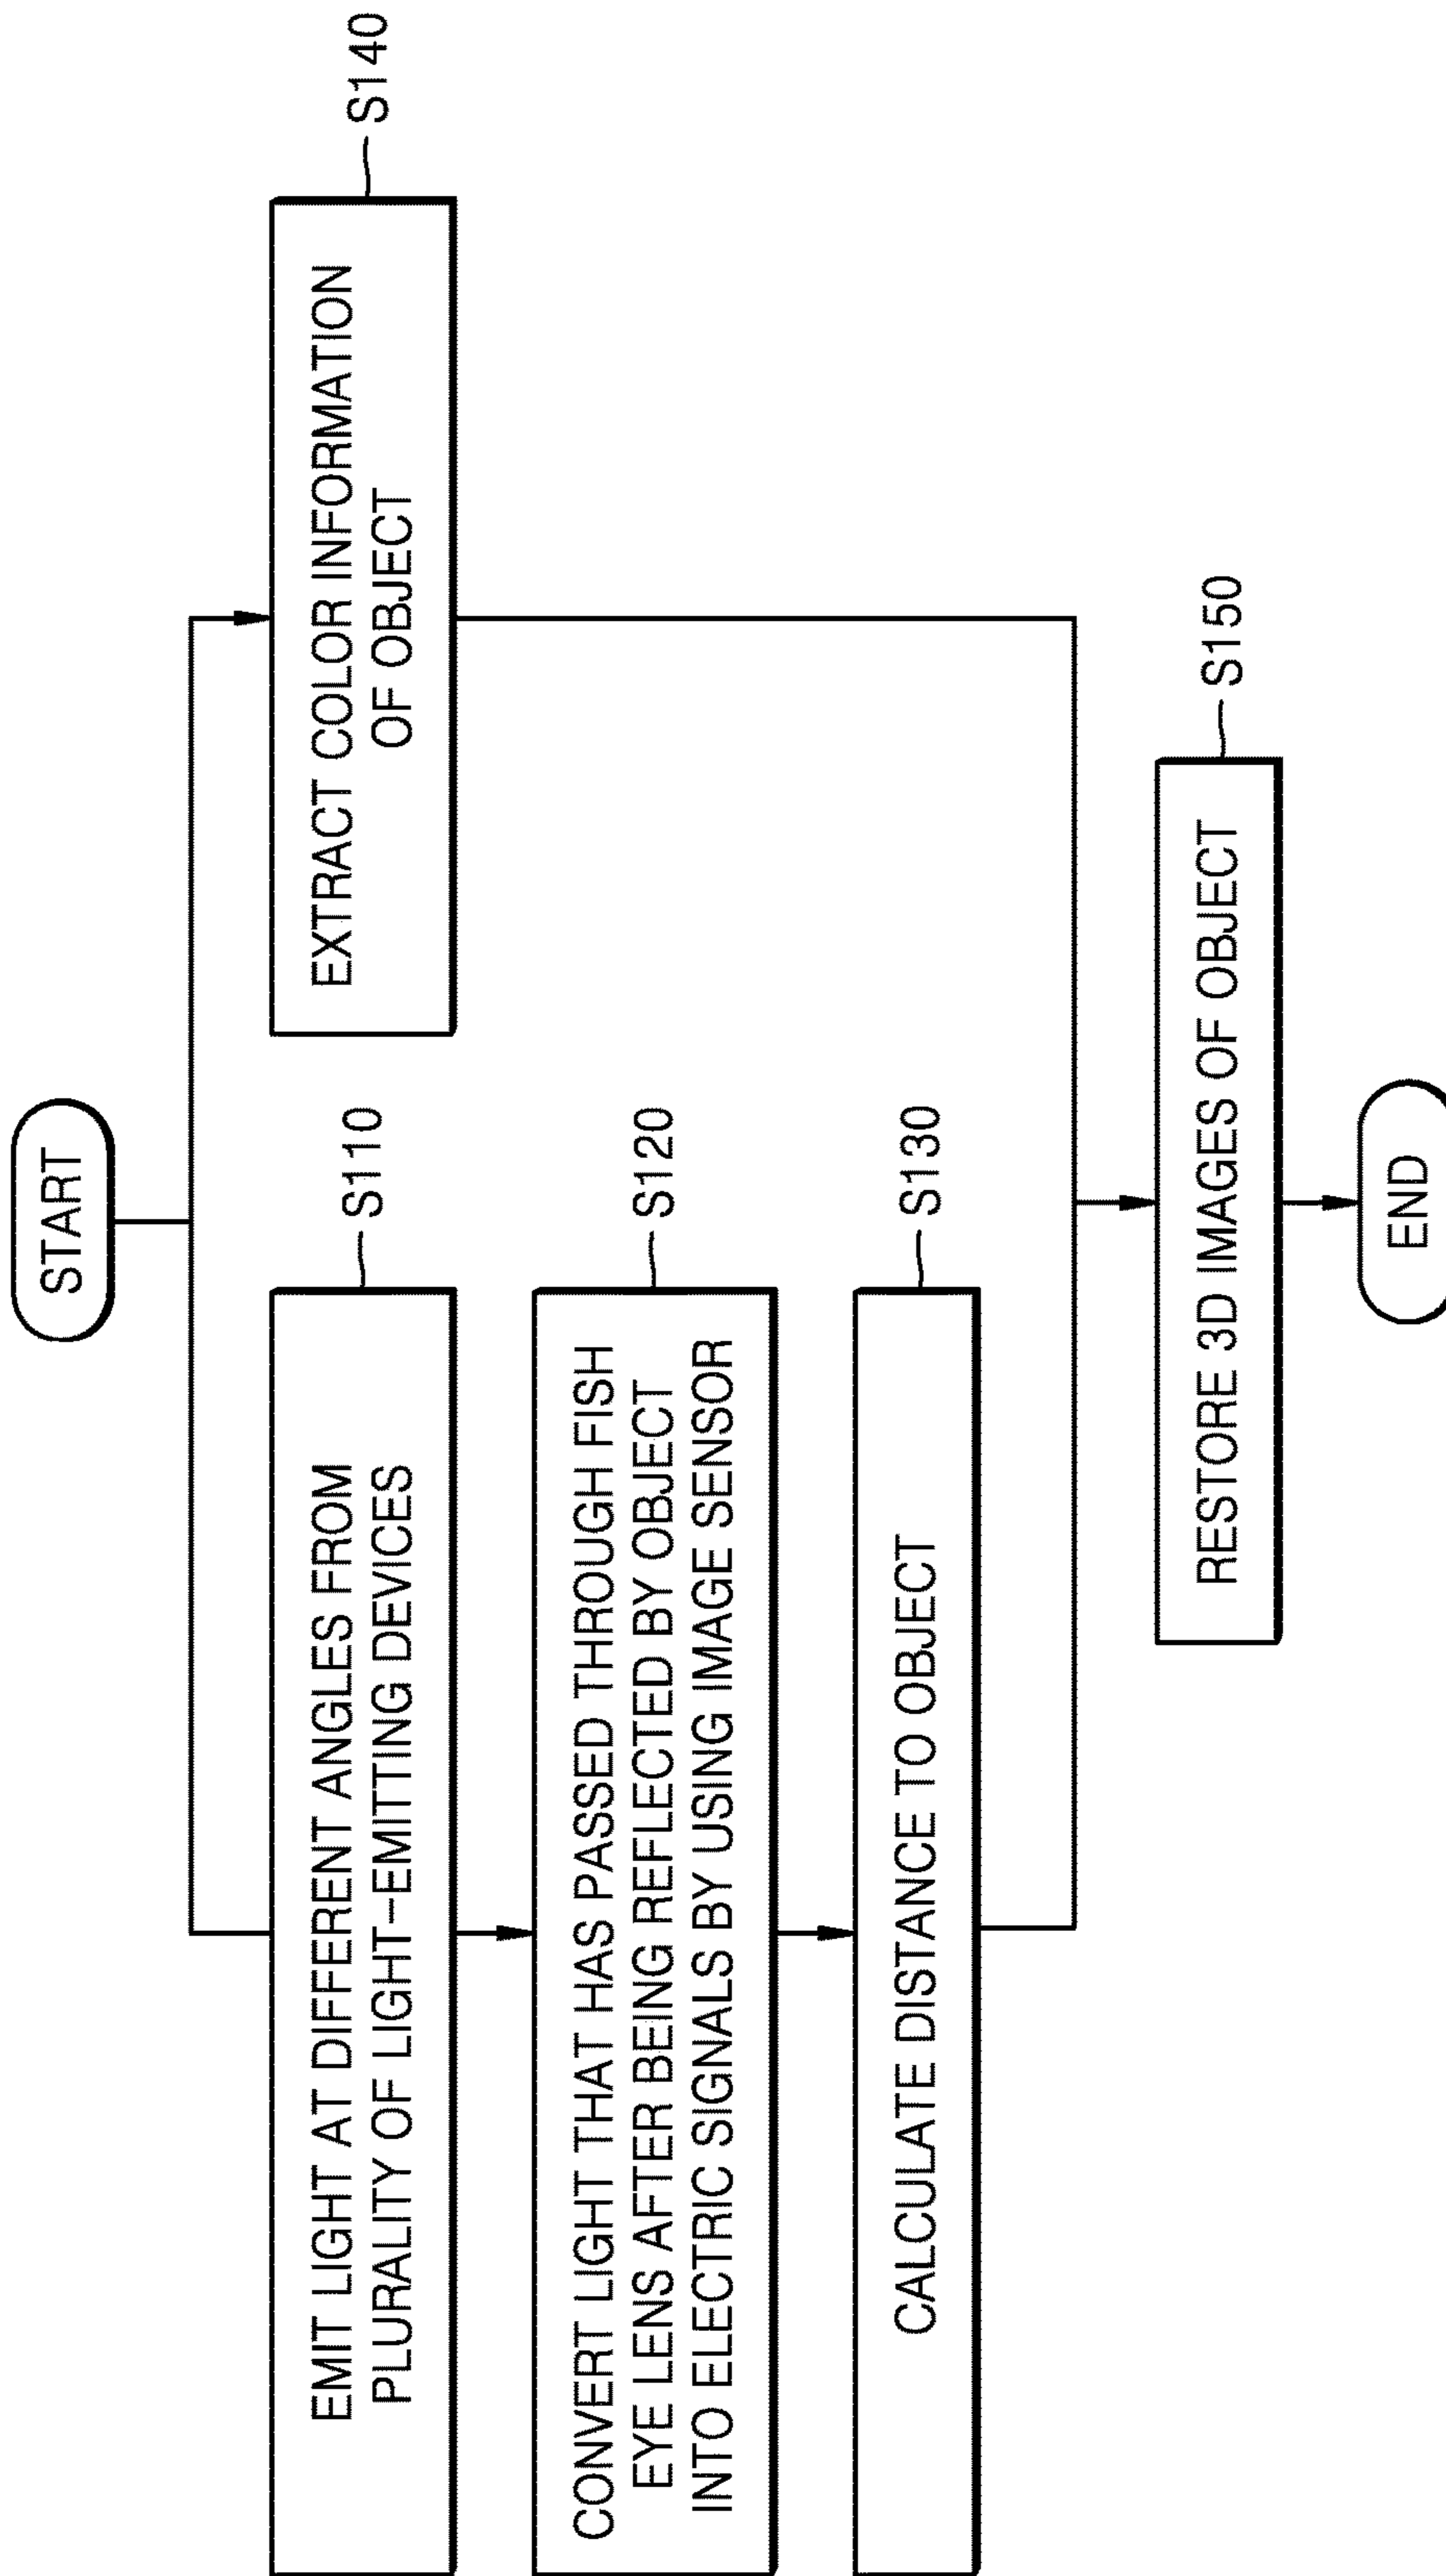 START
EMIT LIGHT AT DIFFERENT ANGLES FROM
PLURALITY OF LIGHT-EMITTING DEVICES
S110
CONVERT LIGHT THAT HAS PASSED THROUGH FISH
EYE LENS AFTER BEING REFLECTED BY OBJECT
INTO ELECTRIC SIGNALS BY USING IMAGE SENSOR
S120
CALCULATE DISTANCE TO OBJECT
S130
EXTRACT COLOR INFORMATION
OF OBJECT
S140
RESTORE 3D IMAGES OF OBJECT
S150
END